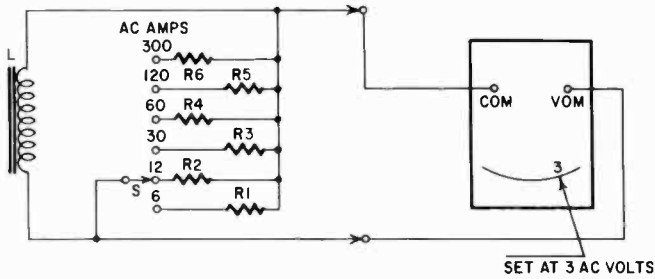 L
AC AMPS
300
R6
120
R5
60
R4
30
R3
12
R2
S
6
R1
COM
VOM
3
SET AT 3 AC VOLTS